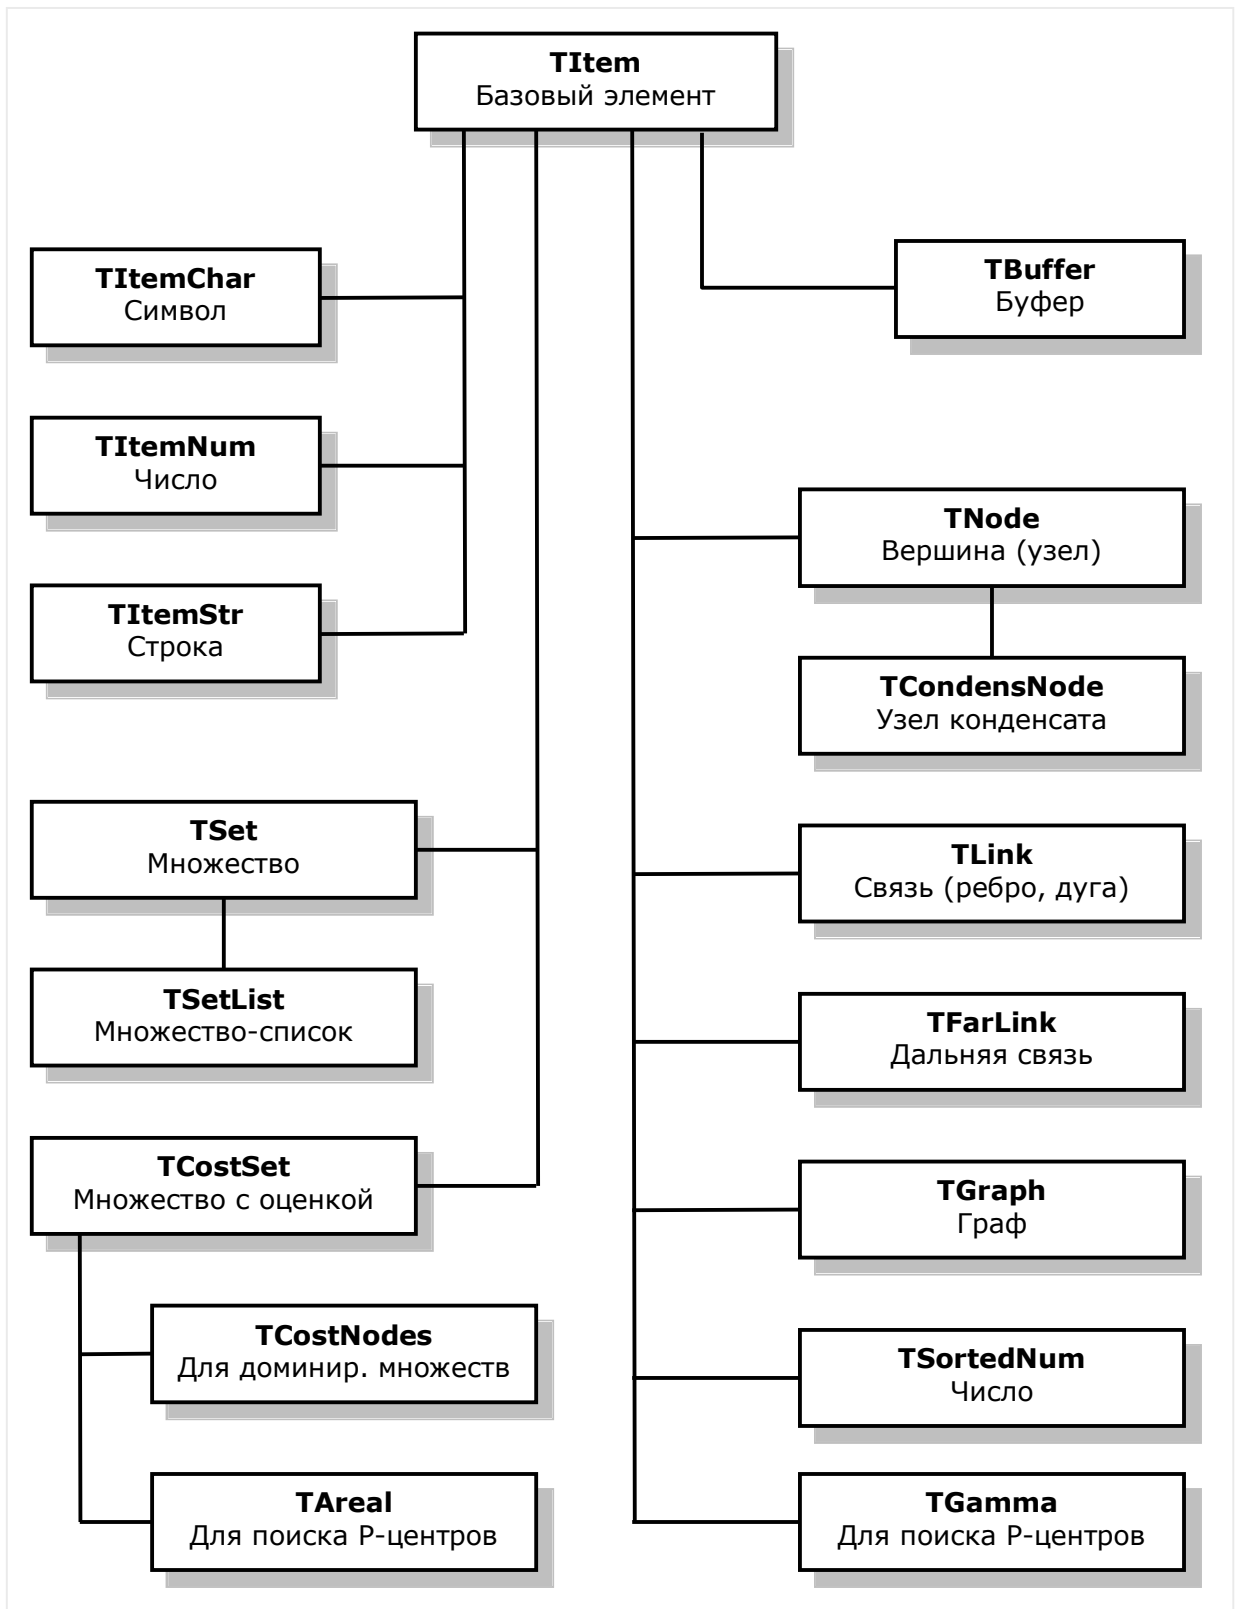 TItem
Базовый элемент
TItemChar
Символ
TBuffer
Буфер
TItemNum
Число
TNode
Вершина (узел)
TItemStr
Строка
TCondensNode
Узел конденсата
TSet
Множество
TLink
Связь (ребро, дуга)
TSetList
Множество-список
TFarLink
Дальняя связь
TCostSet
Множество с оценкой
TGraph
Граф
TCostNodes
Для доминир. множеств
TSortedNum
Число
TAreal
Для поиска P-центров
TGamma
Для поиска P-центров